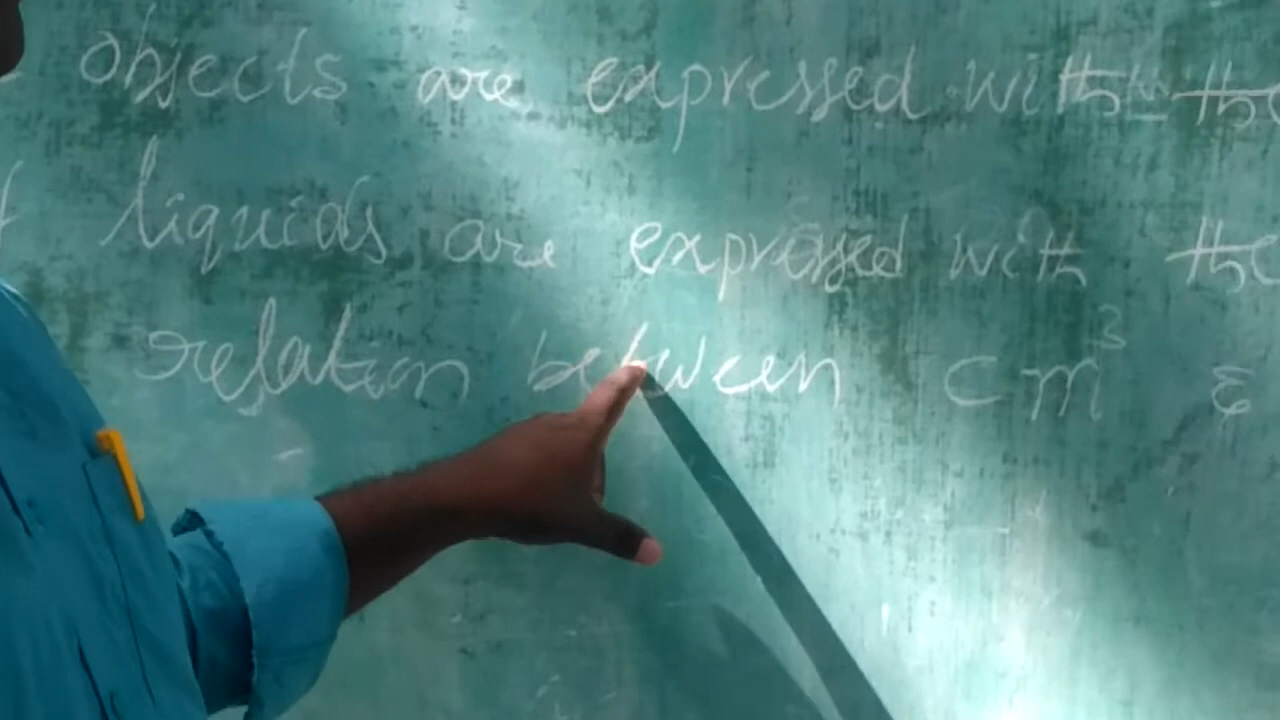 objects are expressed with the
liquids are expressed with the
relation between cm³ &